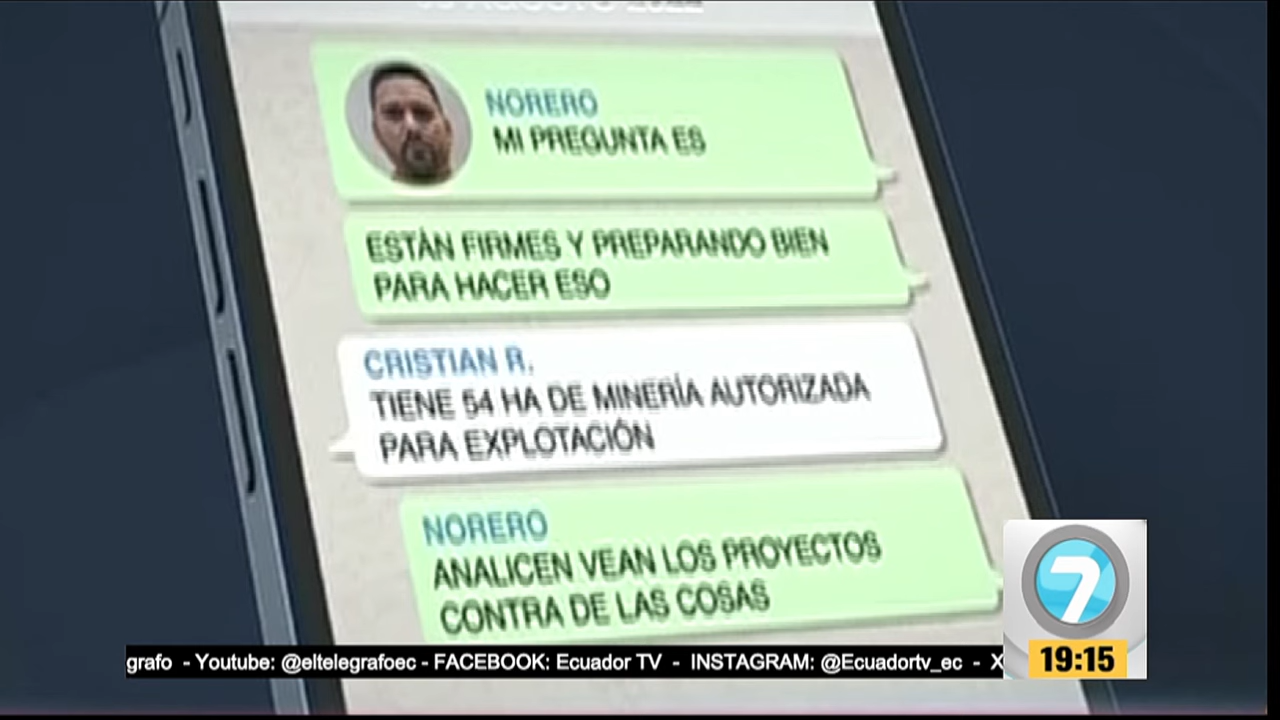 NORERO
MI PREGUNTA ES
ESTÁN FIRMES Y PREPARANDO BIEN
PARA HACER ESO
CRISTIAN R.
TIENE 54 HA DE MINERÍA AUTORIZADA
PARA EXPLOTACIÓN
NORERO
ANALICEN VEAN LOS PROYECTOS
CONTRA DE LAS COSAS
7
grafo - Youtube: @eltelegrafoec - FACEBOOK: Ecuador TV - INSTAGRAM: @Ecuadortv_ec - X
19:15